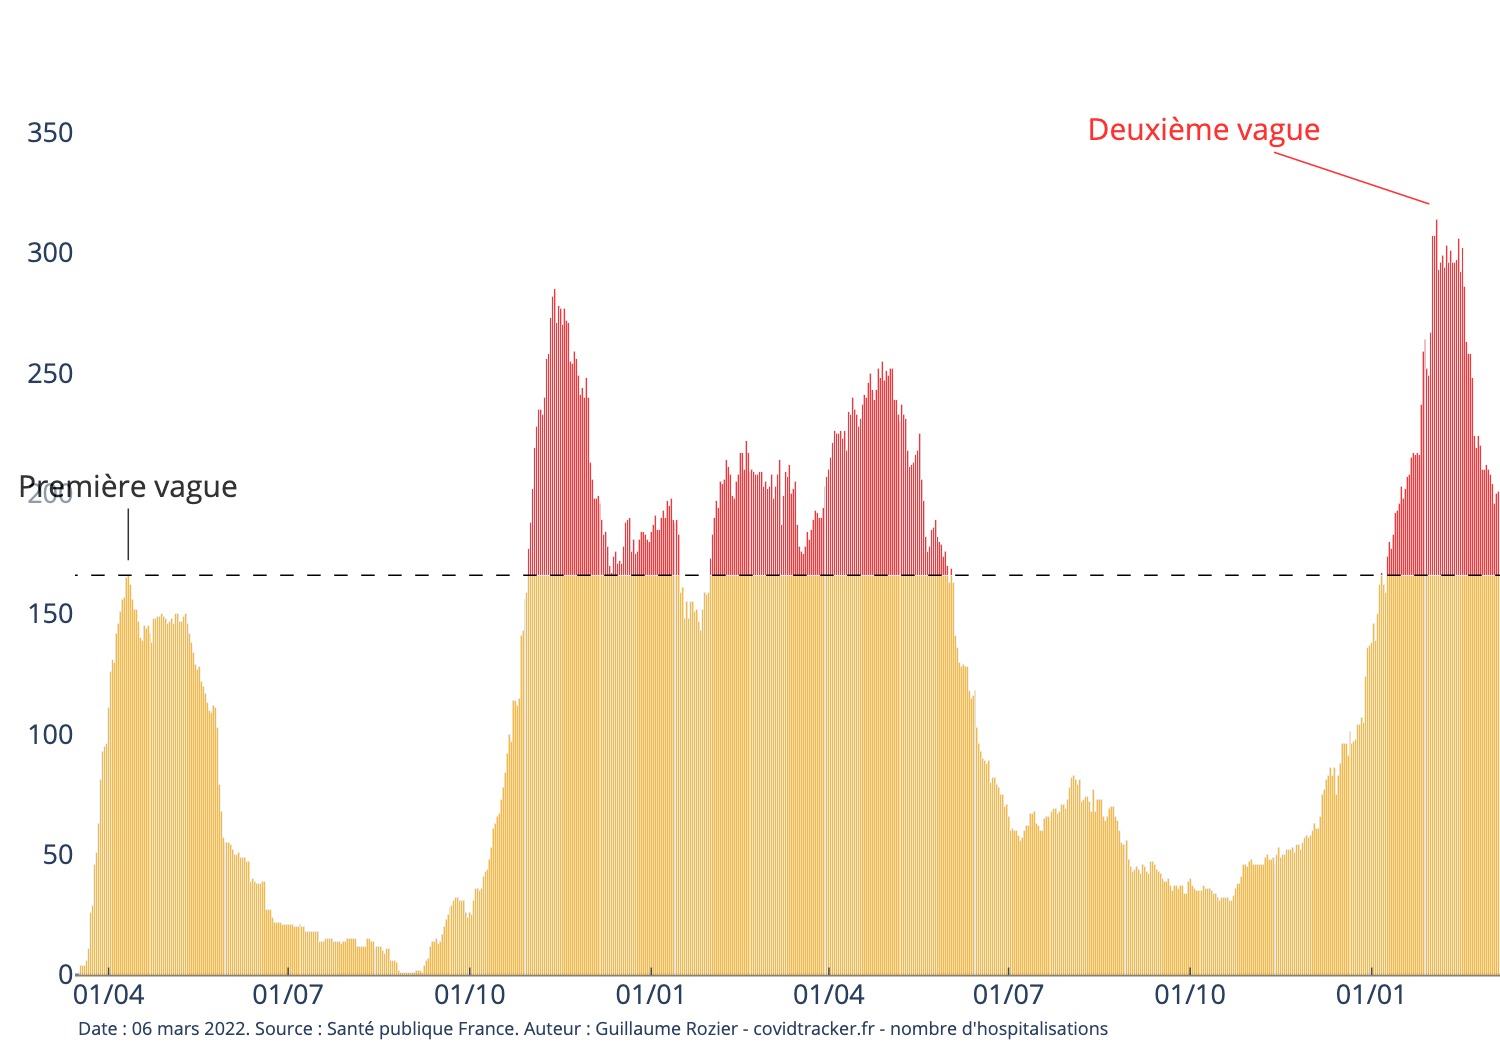 350
Deuxième vague
300
250
Première vague
200
150
100
50
0
01/04 01/07 01/10 01/01 01/04 01/07 01/10 01/01
Date : 06 mars 2022. Source : Santé publique France. Auteur : Guillaume Rozier - covidtracker.fr - nombre d'hospitalisations